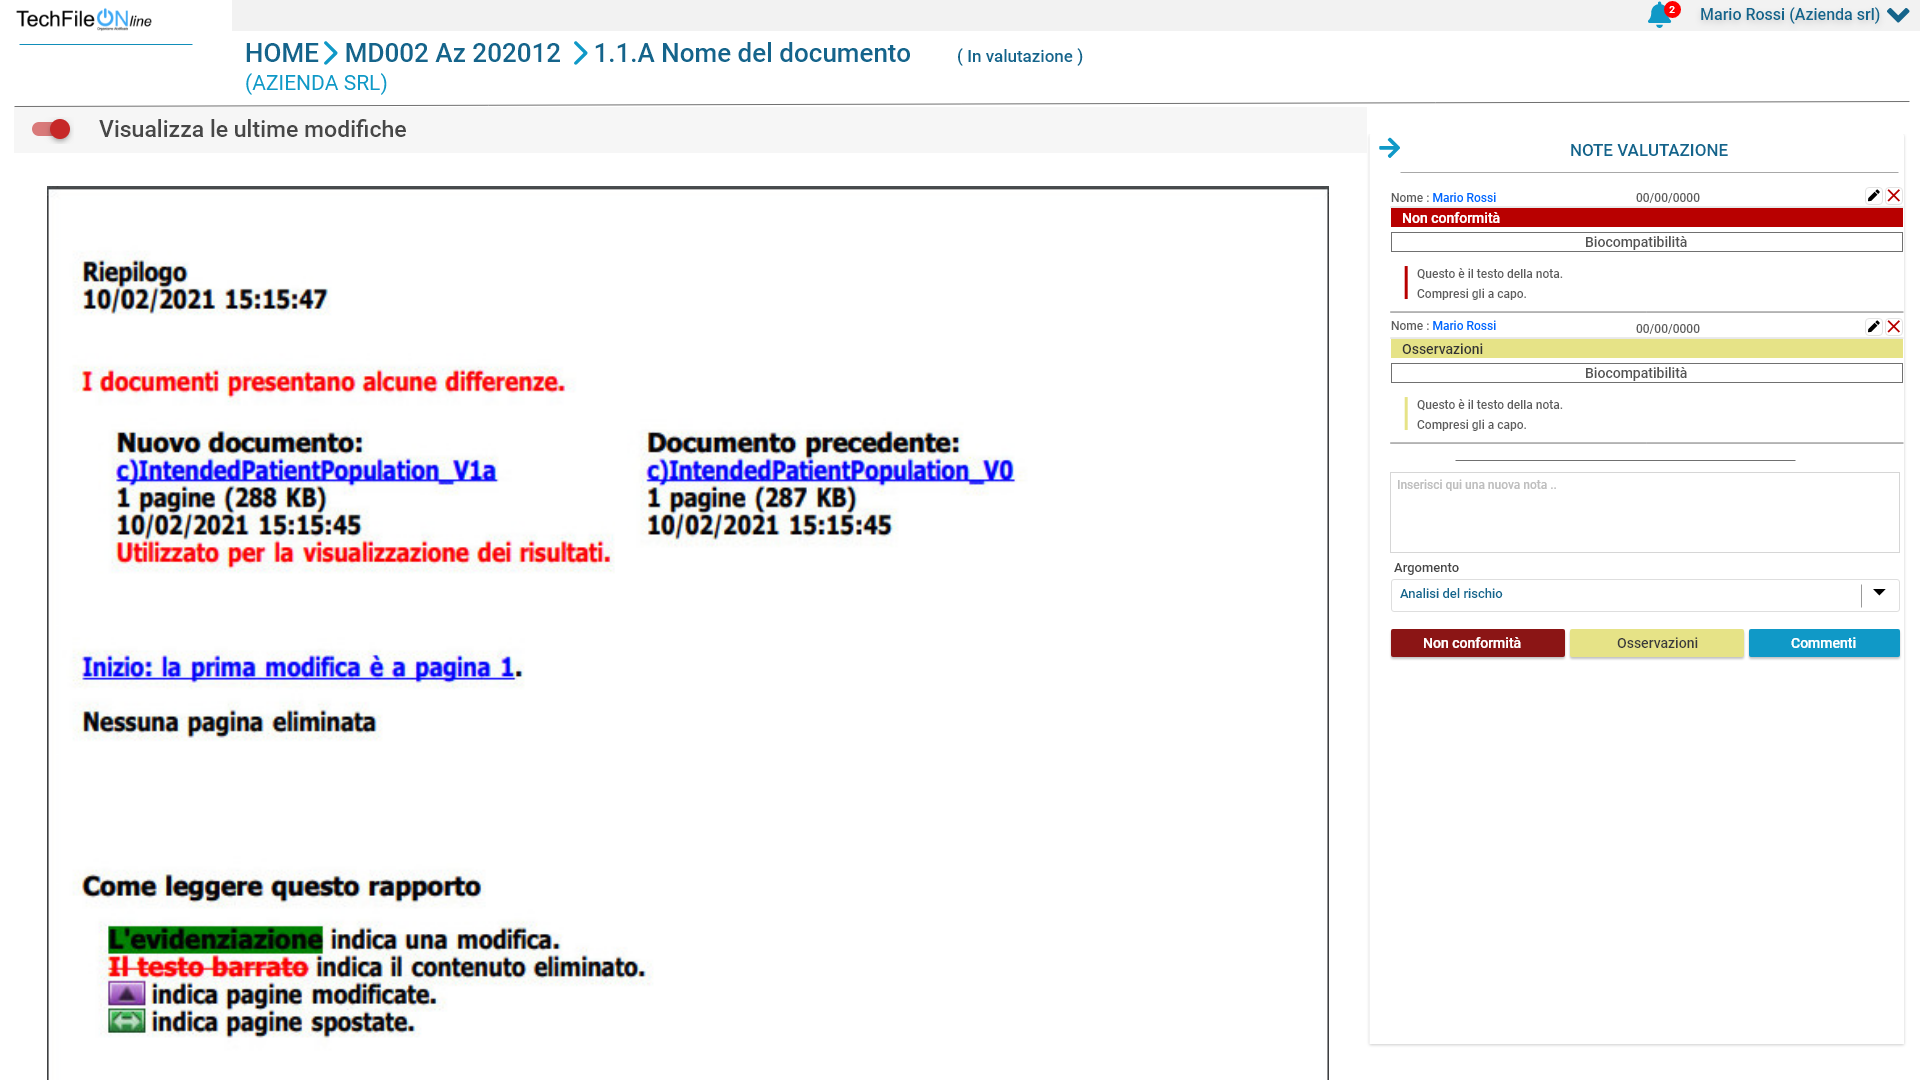 TechFileONline
2
Mario Rossi (Azienda srl)
HOME MD002 Az 202012 1.1.A Nome del documento ( In valutazione )
(AZIENDA SRL)
Visualizza le ultime modifiche
Riepilogo
10/02/2021 15:15:47
I documenti presentano alcune differenze.
Nuovo documento:
c)IntendedPatientPopulation_V1a
1 pagine (288 KB)
10/02/2021 15:15:45
Utilizzato per la visualizzazione dei risultati.
Documento precedente:
c)IntendedPatientPopulation_V0
1 pagine (287 KB)
10/02/2021 15:15:45
Inizio: la prima modifica è a pagina 1.
Nessuna pagina eliminata
Come leggere questo rapporto
L'evidenziazione indica una modifica.
Il testo barrato indica il contenuto eliminato.
indica pagine modificate.
indica pagine spostate.
NOTE VALUTAZIONE
Nome : Mario Rossi 00/00/0000
Non conformità
Biocompatibilità
Questo è il testo della nota.
Compresi gli a capo.
Nome : Mario Rossi 00/00/0000
Osservazioni
Biocompatibilità
Questo è il testo della nota.
Compresi gli a capo.
Inserisci qui una nuova nota ..
Argomento
Analisi del rischio
Non conformità Osservazioni Commenti